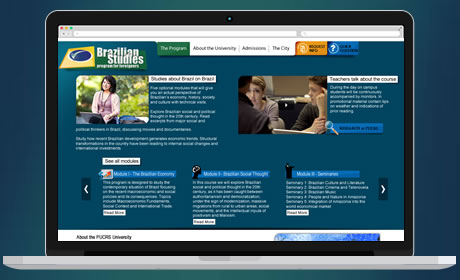 Brazilian
Studies
program for foreigners
The Program
About the University
Admissions
The City
REQUEST
INFO
Studies about Brazil on Brazil
Five optional modules that will give
you an actual perspective of
Brazilian's economy, history, society
and culture with technical visits.
Explore Brazilian social and political
thought in the 20th century. Read
excerpts from major social and
political thinkers in Brazil, discussing movies and documentaries.
Study how recent Brazilian development generates economic trends. Structural
transformations in the country have been leading to internal social changes and
international investments.
Teachers talk about the course
During the day on campus
students will be continuously
accompanied by monitors. In
promotional material contain tips
on weather and indications of
prior reading.
See all modules
Module I - The Brazilian Economy
This program is designed to study the
contemporary situation of Brazil focusing
on the recent macroeconomic and social
policies and its consequences. Topics
include Macroeconomic Fundaments,
Social Contrast and International Trade.
Read More
Module II - Brazilian Social Thought
In this course we will explore Brazilian
social and political thought in the 20th
century, as it has been caught between
authoritarianism and democratization,
under the sign of modernization, massive
migrations from rural to urban areas, social
movements, and the intellectual inputs of
positivism and Marxism.
Read More
Module III - Seminaries
Seminary 1: Brazilian Culture and Literature
Seminary 2: Brazilian Cinema and Telenovela
Seminary 3: Brazilian Music
Seminary 4: People and Nature in Amazonia
Seminary 5: Integration of Amazonia into the
world economical market
Read More
About the PUCRS University